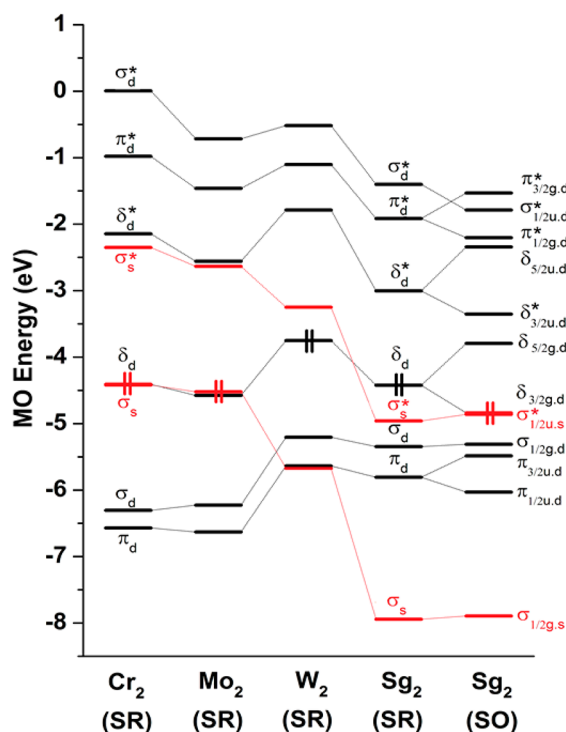 MO Energy (eV)
1
0
-1
-2
-3
-4
-5
-6
-7
-8
σ*d
π*d
δ*d
σ*s
δd
σs
σd
πd
σ*d
π*d
δ*d
δd
σ*s
σd
πd
σs
π*3/2g.d
σ*1/2u.d
π*1/2g.d
δ5/2u.d
δ*3/2u.d
δ5/2g.d
δ3/2g.d
σ*1/2u.s
σ1/2g.d
π3/2u.d
π1/2u.d
σ1/2g.s
Cr2 Mo2 W2 Sg2 Sg2
(SR) (SR) (SR) (SR) (SO)